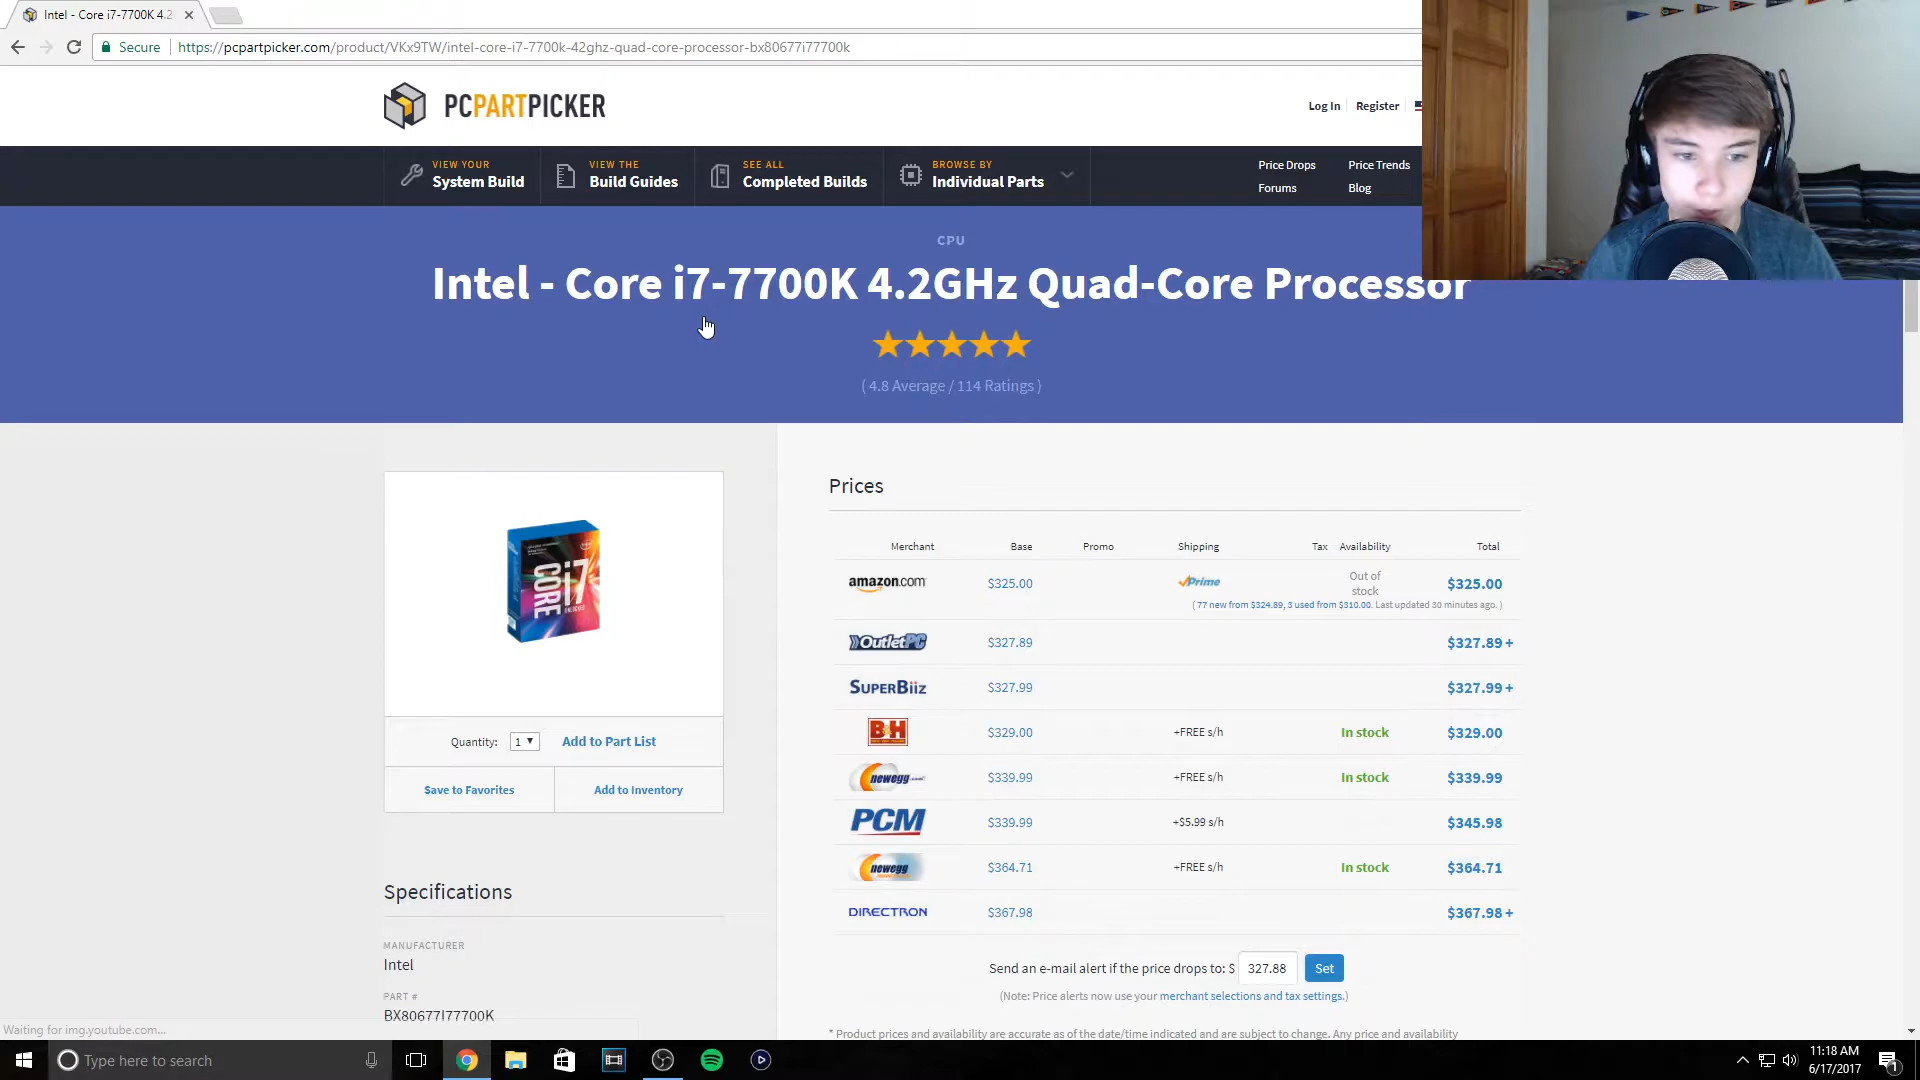 Intel - Core i7-7700K 4.2
Secure
https://pcpartpicker.com/product/VKx9TW/intel-core-i7-7700k-42ghz-quad-core-processor-bx80677i77700k
PCPARTPICKER
Log In
Register
VIEW YOUR
System Build
VIEW THE
Build Guides
SEE ALL
Completed Builds
BROWSE BY
Individual Parts
Price Drops
Price Trends
Forums
Blog
CPU
Intel - Core i7-7700K 4.2GHz Quad-Core Processor
( 4.8 Average / 114 Ratings )
CORE i7
Quantity: 1
Add to Part List
Save to Favorites
Add to Inventory
Specifications
MANUFACTURER
Intel
PART #
BX80677I77700K
Prices
Merchant Base Promo Shipping Tax Availability Total
amazon.com $325.00 Prime Out of stock $325.00
( 77 new from $324.89, 3 used from $310.00. Last updated 30 minutes ago. )
OutletPC $327.89 $327.89 +
SUPERBiiz $327.99 $327.99 +
B&H $329.00 +FREE s/h In stock $329.00
newegg.com $339.99 +FREE s/h In stock $339.99
PCM $339.99 +$5.99 s/h $345.98
newegg $364.71 +FREE s/h In stock $364.71
DIRECTRON $367.98 $367.98 +
Send an e-mail alert if the price drops to: $ 327.88 Set
(Note: Price alerts now use your merchant selections and tax settings.)
* Product prices and availability are accurate as of the date/time indicated and are subject to change. Any price and availability
Waiting for img.youtube.com...
Type here to search
11:18 AM
6/17/2017
1